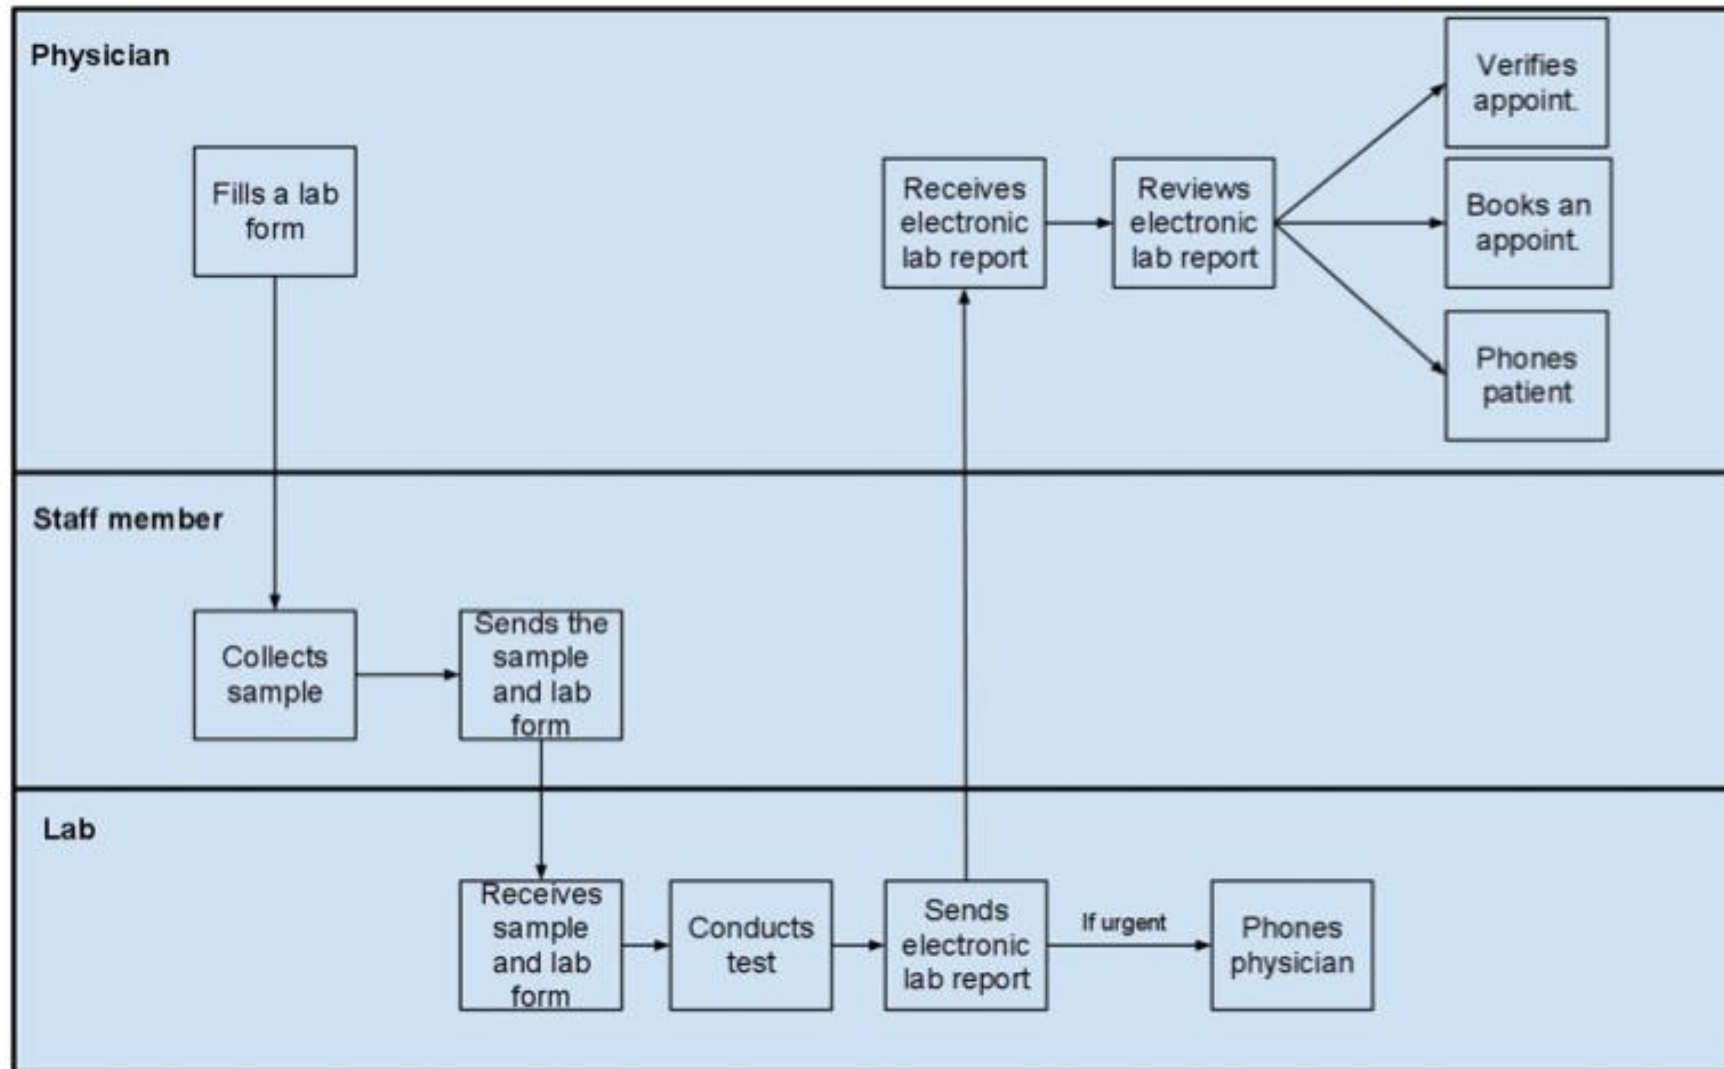 Physician
Fills a lab
form
Receives
electronic
lab report
Reviews
electronic
lab report
Verifies
appoint.
Books an
appoint.
Phones
patient
Staff member
Collects
sample
Sends the
sample
and lab
form
Lab
Receives
sample
and lab
form
Conducts
test
Sends
electronic
lab report
If urgent
Phones
physician